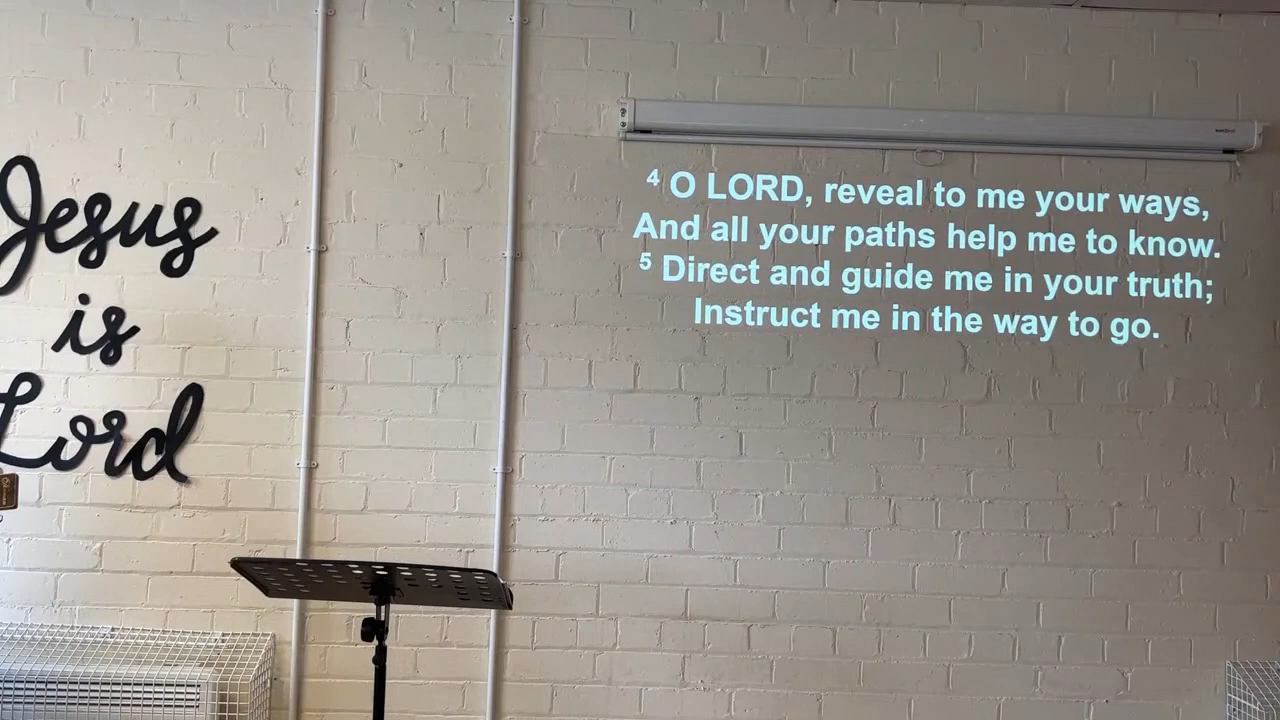 Jesus
is
Lord
⁴ O LORD, reveal to me your ways,
And all your paths help me to know.
⁵ Direct and guide me in your truth;
Instruct me in the way to go.